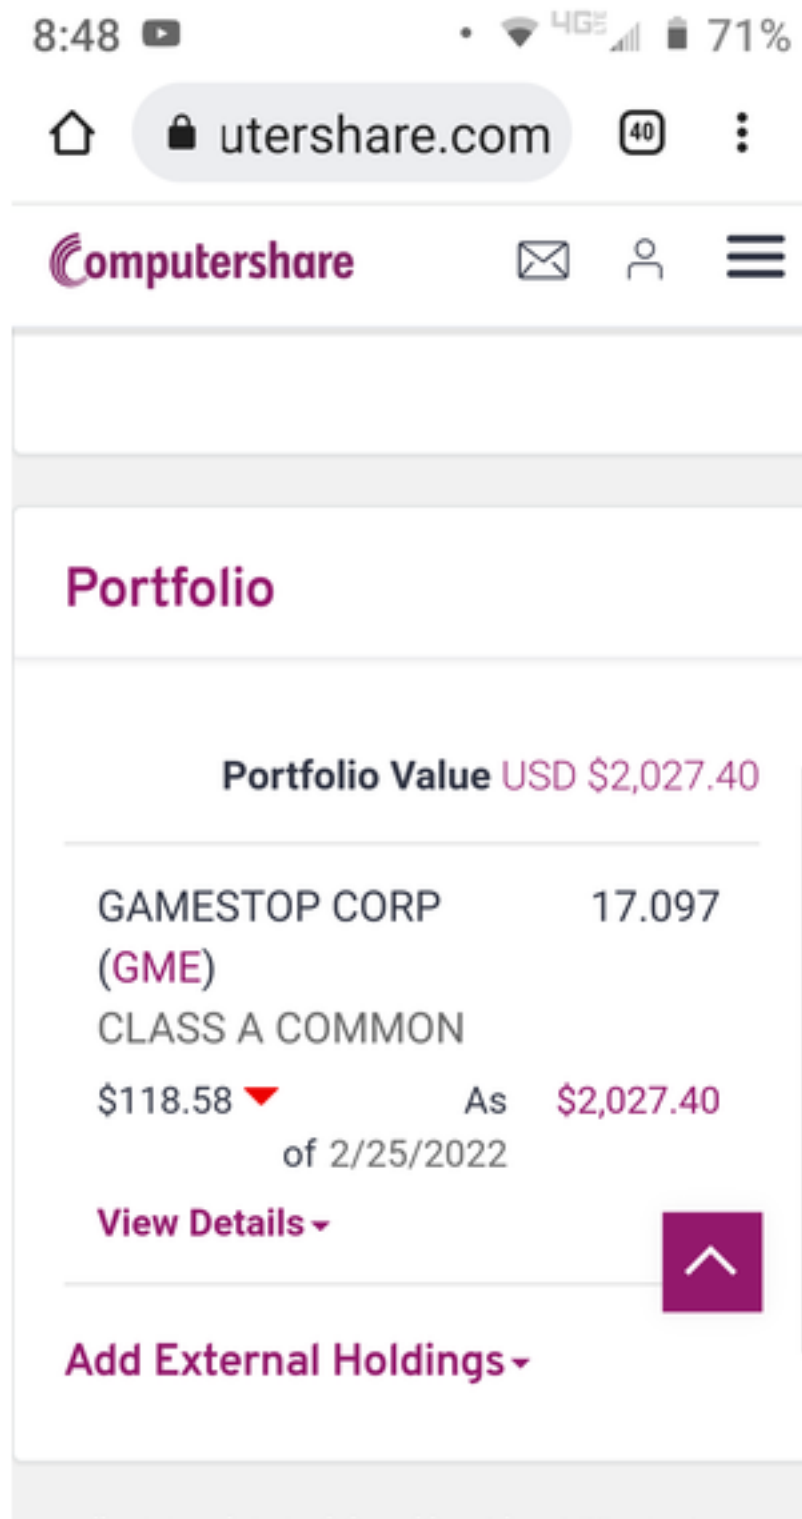 8:48 4G 71%
utershare.com 40
Computershare
Portfolio
Portfolio Value USD $2,027.40
GAMESTOP CORP 17.097
(GME)
CLASS A COMMON
$118.58 As $2,027.40
of 2/25/2022
View Details
Add External Holdings